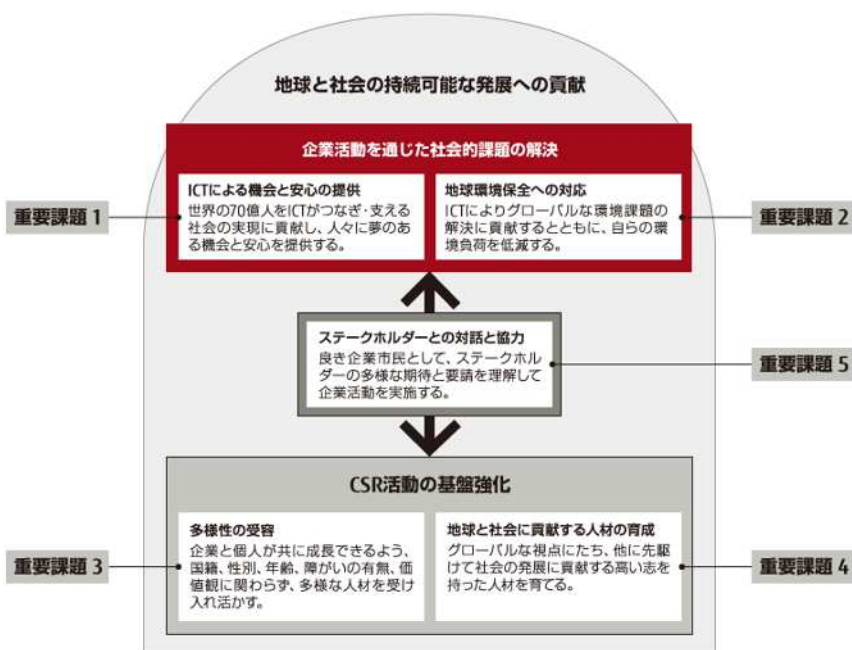 地球と社会の持続可能な発展への貢献
企業活動を通じた社会的課題の解決
重要課題 1
ICTによる機会と安心の提供
世界の70億人をICTがつなぎ・支える
社会の実現に貢献し、人々に夢のあ
る機会と安心を提供する。
地球環境保全への対応
ICTによりグローバルな環境課題の
解決に貢献するとともに、自らの環
境負荷を低減する。
重要課題 2
ステークホルダーとの対話と協力
良き企業市民として、ステークホル
ダーの多様な期待と要請を理解して
企業活動を実施する。
重要課題 5
CSR活動の基盤強化
重要課題 3
多様性の受容
企業と個人が共に成長できるよう、
国籍、性別、年齢、障がいの有無、価
値観に関わらず、多様な人材を受け
入れ活かす。
地球と社会に貢献する人材の育成
グローバルな視点にたち、他に先駆
けて社会の発展に貢献する高い志を
持った人材を育てる。
重要課題 4